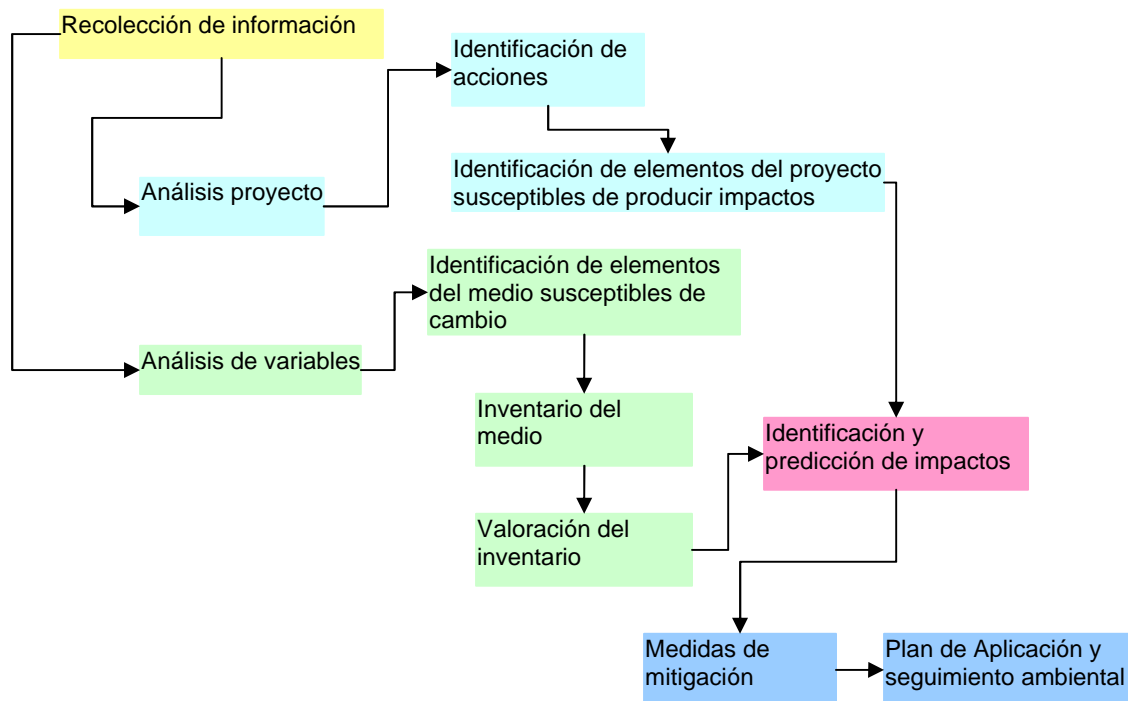 Recolección de información
Identificación de
acciones
Identificación de elementos del proyecto
susceptibles de producir impactos
Análisis proyecto
Identificación de elementos
del medio susceptibles de
cambio
Análisis de variables
Inventario del
medio
Identificación y
predicción de impactos
Valoración del
inventario
Medidas de
mitigación
Plan de Aplicación y
seguimiento ambiental